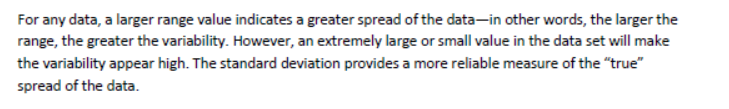 For any data, a larger range value indicates a greater spread of the data—in other words, the larger the
range, the greater the variability. However, an extremely large or small value in the data set will make
the variability appear high. The standard deviation provides a more reliable measure of the “true”
spread of the data.